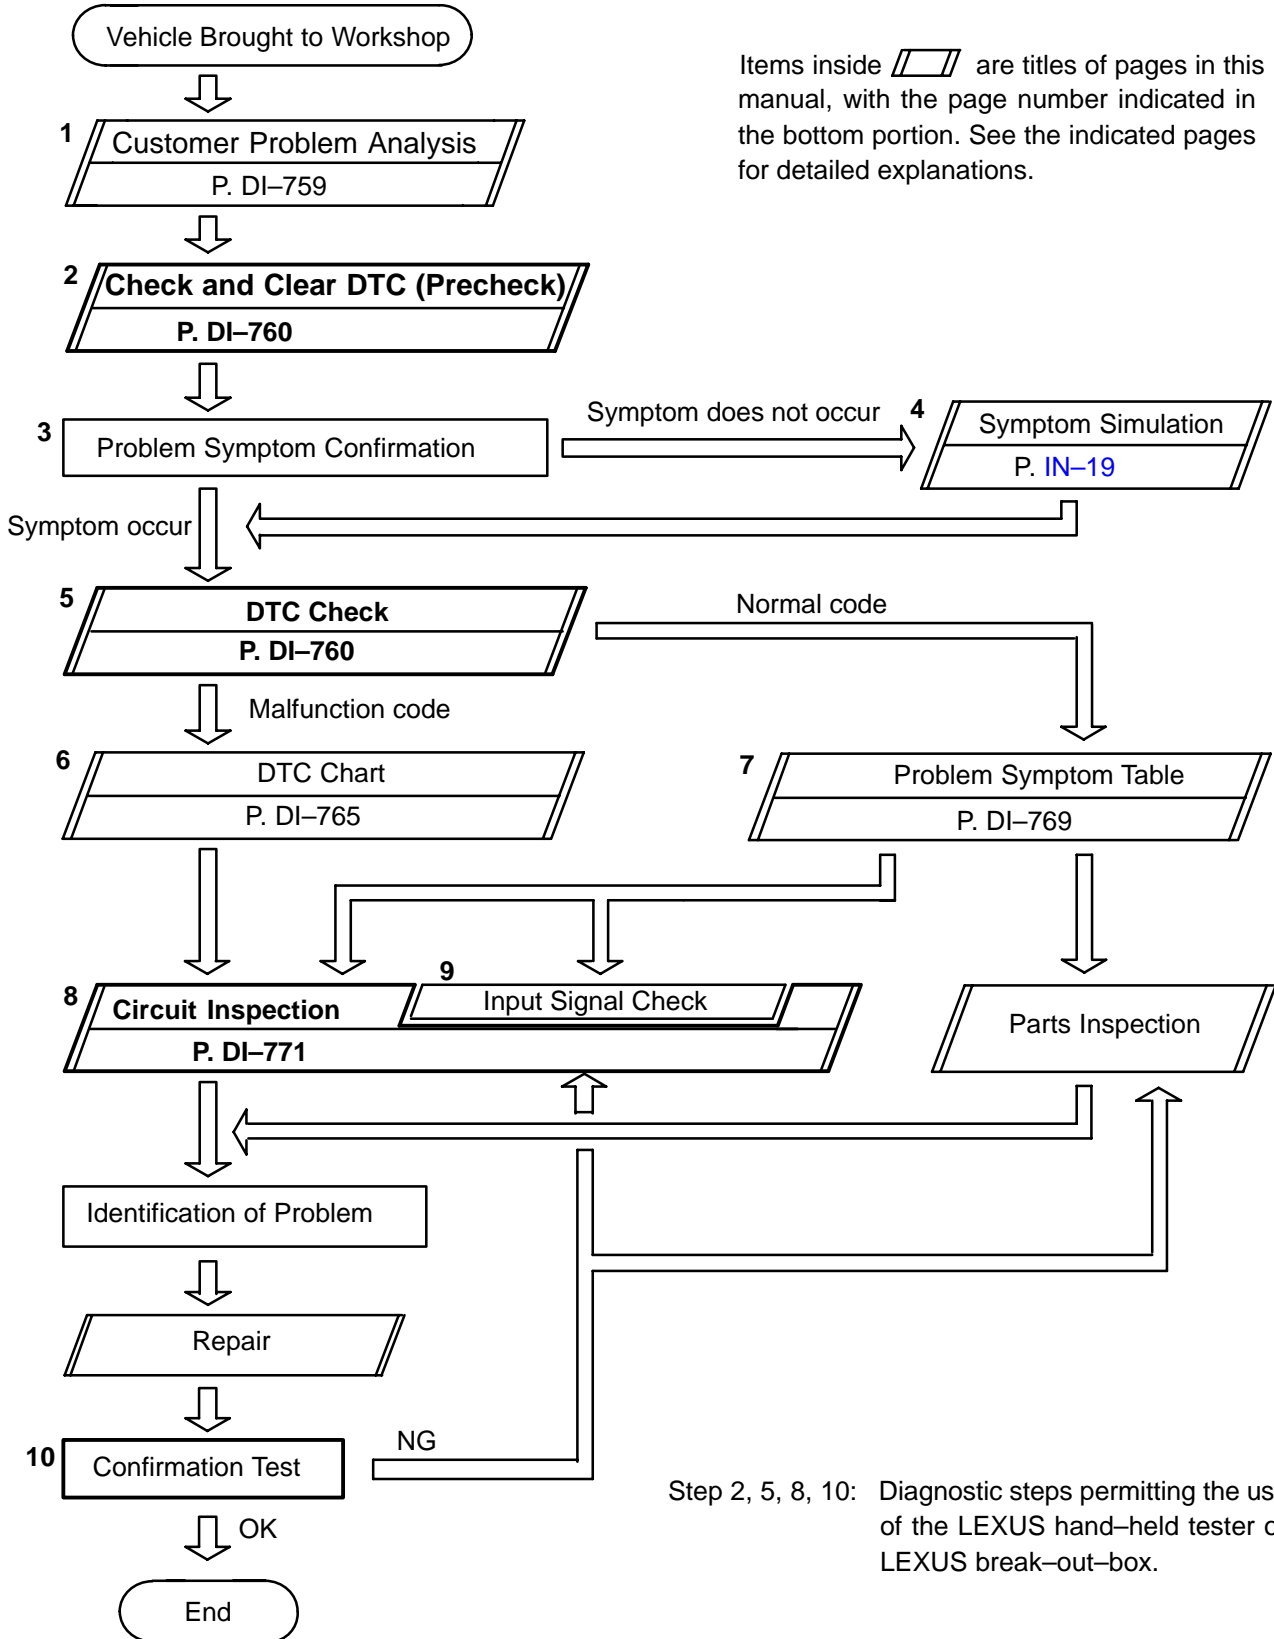 Vehicle Brought to Workshop
Items inside are titles of pages in this
manual, with the page number indicated in
the bottom portion. See the indicated pages
for detailed explanations.
1
Customer Problem Analysis
P. DI–759
2
Check and Clear DTC (Precheck)
P. DI–760
3
Problem Symptom Confirmation
Symptom does not occur
4
Symptom Simulation
P. IN–19
Symptom occur
5
DTC Check
P. DI–760
Normal code
Malfunction code
6
DTC Chart
P. DI–765
7
Problem Symptom Table
P. DI–769
8
Circuit Inspection
P. DI–771
9
Input Signal Check
Parts Inspection
Identification of Problem
Repair
10
Confirmation Test
NG
OK
End
Step 2, 5, 8, 10: Diagnostic steps permitting the us
of the LEXUS hand–held tester o
LEXUS break–out–box.